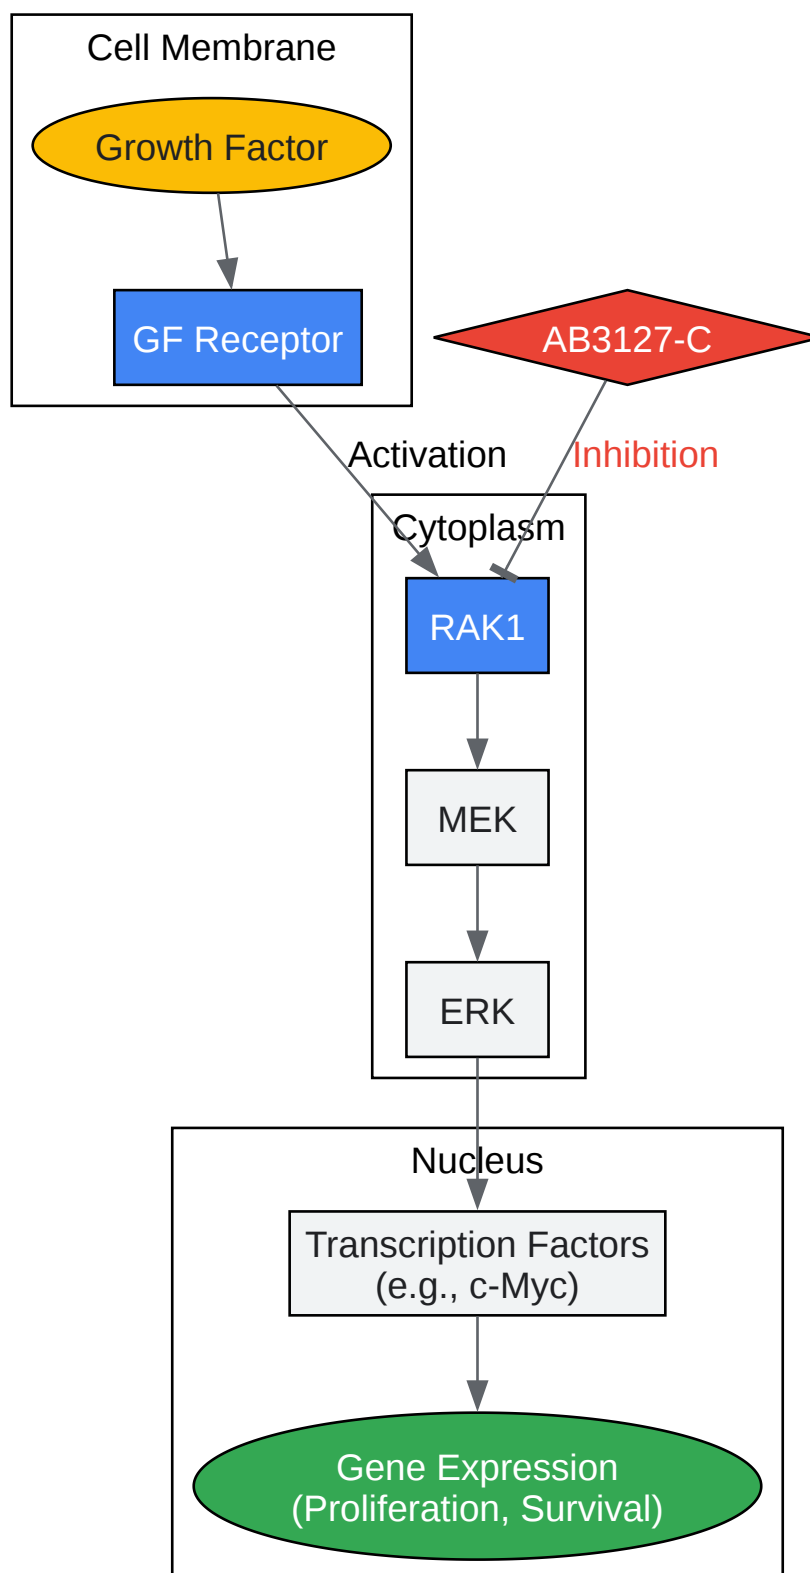 Cell Membrane
Growth Factor
GF Receptor
AB3127-C
Activation
Inhibition
Cytoplasm
RAK1
MEK
ERK
Nucleus
Transcription Factors
(e.g., c-Myc)
Gene Expression
(Proliferation, Survival)